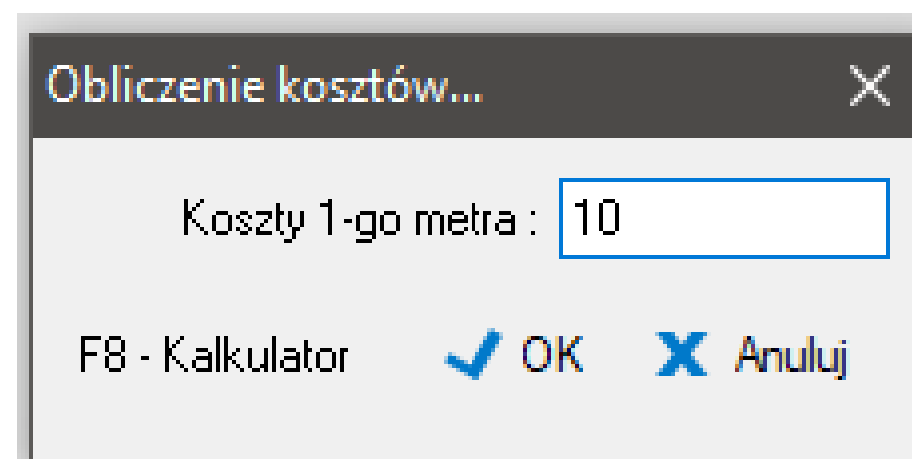 Obliczenie kosztów...
Koszty 1-go metra : 10
F8 - Kalkulator OK Anuluj